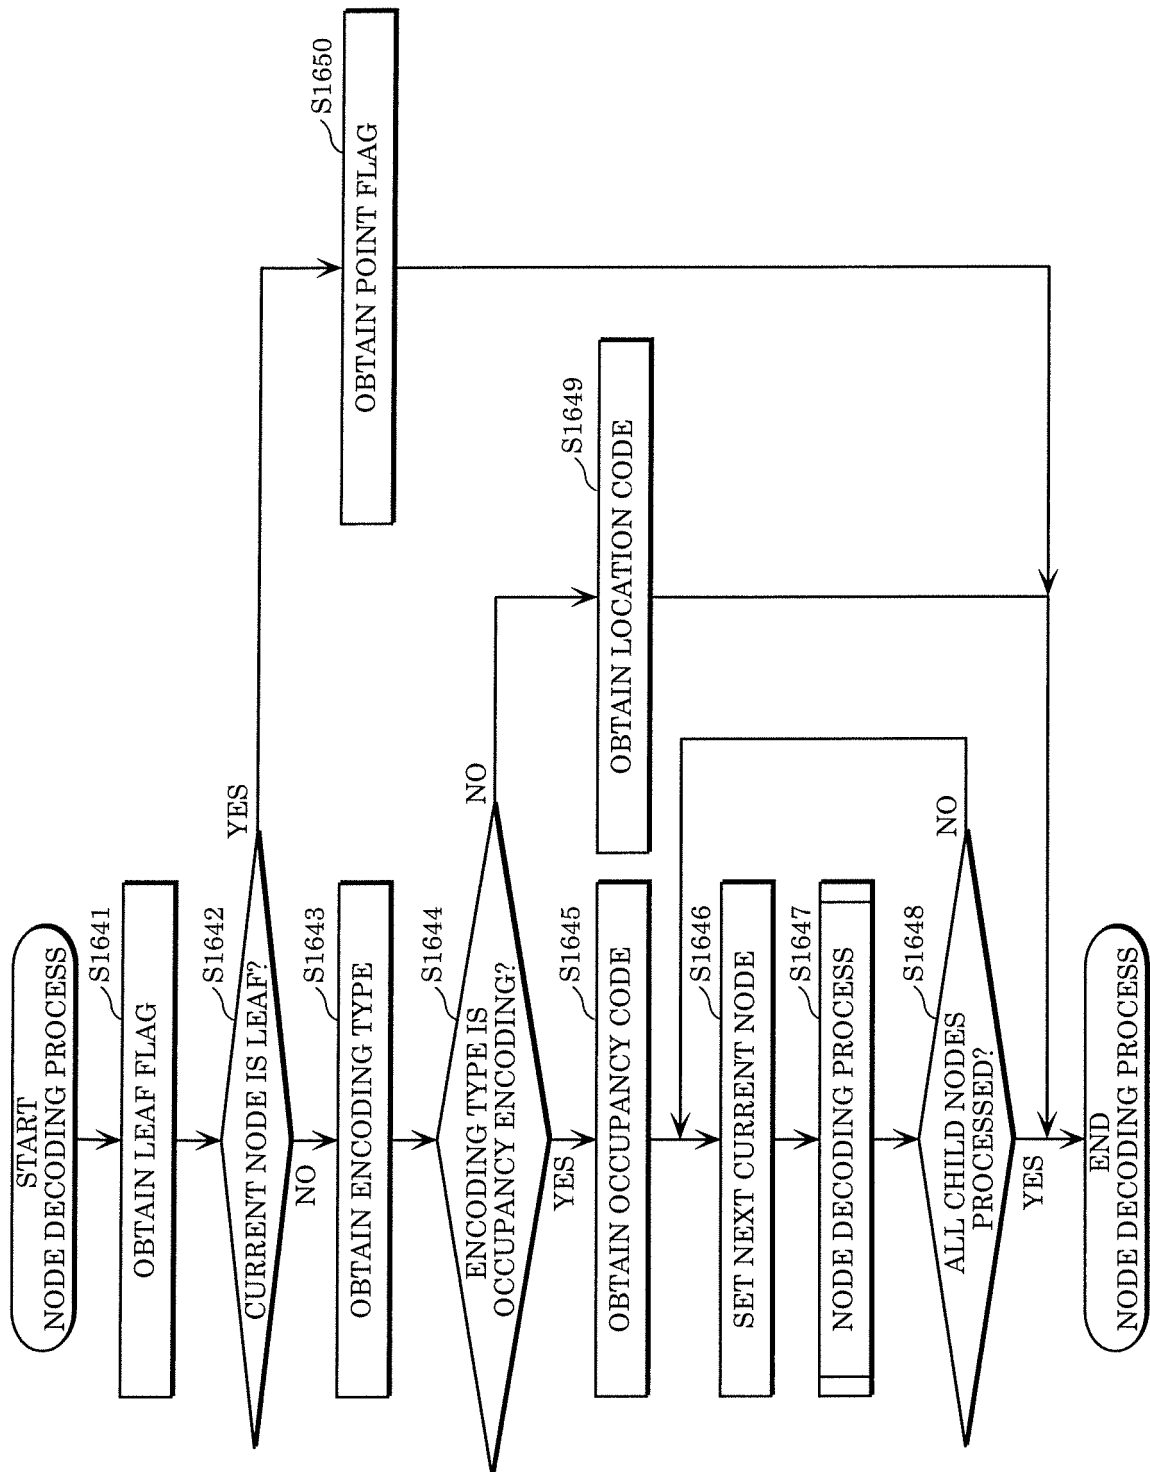 START
NODE DECODING PROCESS
S1641
OBTAIN LEAF FLAG
S1642
CURRENT NODE IS LEAF?
YES
NO
S1650
OBTAIN POINT FLAG
S1643
OBTAIN ENCODING TYPE
S1644
ENCODING TYPE IS
OCCUPANCY ENCODING?
NO
YES
S1649
OBTAIN LOCATION CODE
S1645
OBTAIN OCCUPANCY CODE
S1646
SET NEXT CURRENT NODE
S1647
NODE DECODING PROCESS
S1648
ALL CHILD NODES
PROCESSED?
NO
YES
END
NODE DECODING PROCESS